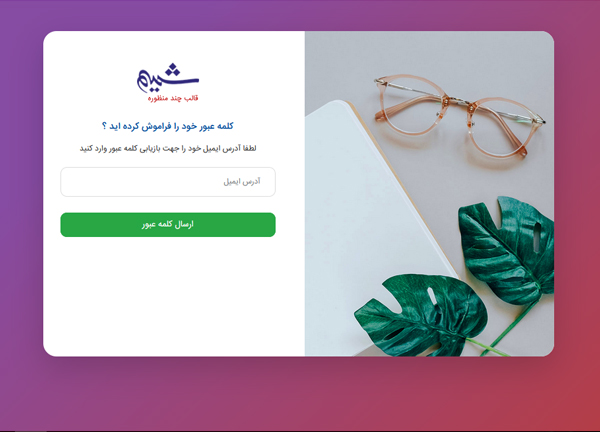 شمیم
قالب چند منظوره
کلمه عبور خود را فراموش کرده اید ؟
لطفا آدرس ایمیل خود را جهت بازیابی کلمه عبور وارد کنید
آدرس ایمیل
ارسال کلمه عبور